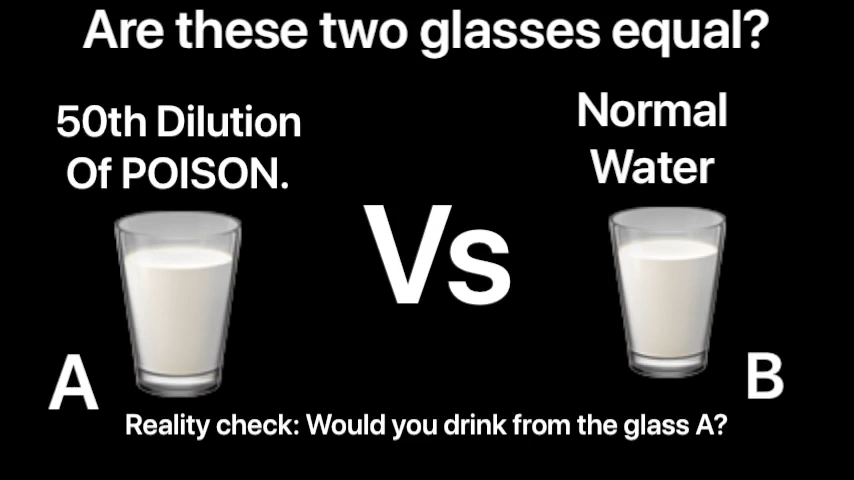 Are these two glasses equal?
50th Dilution
Of POISON.
Normal
Water
Vs
A
B
Reality check: Would you drink from the glass A?